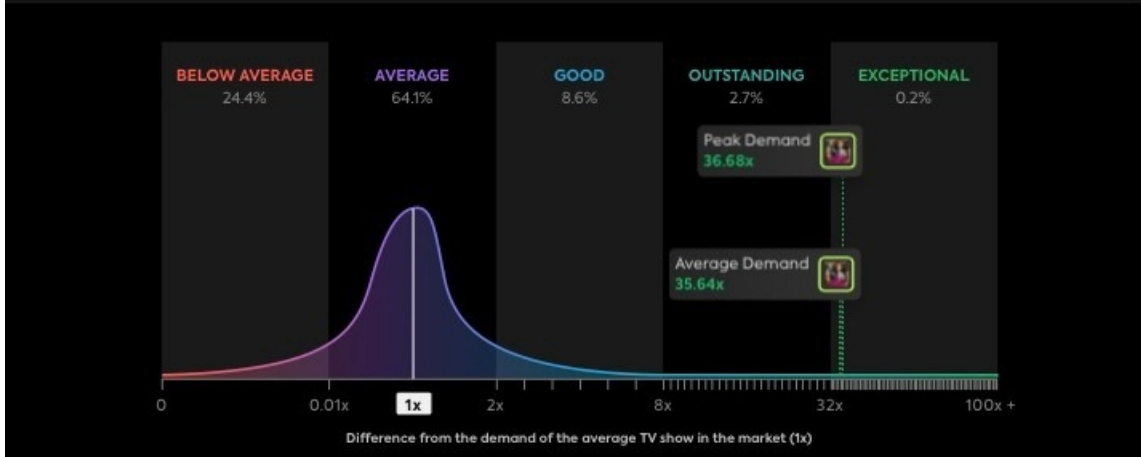 BELOW AVERAGE
24.4%
AVERAGE
64.1%
GOOD
8.6%
OUTSTANDING
2.7%
EXCEPTIONAL
0.2%
Peak Demand
36.68x
Average Demand
35.64x
0
0.01x
1x
2x
8x
32x
100x +
Difference from the demand of the average TV show in the market (1x)